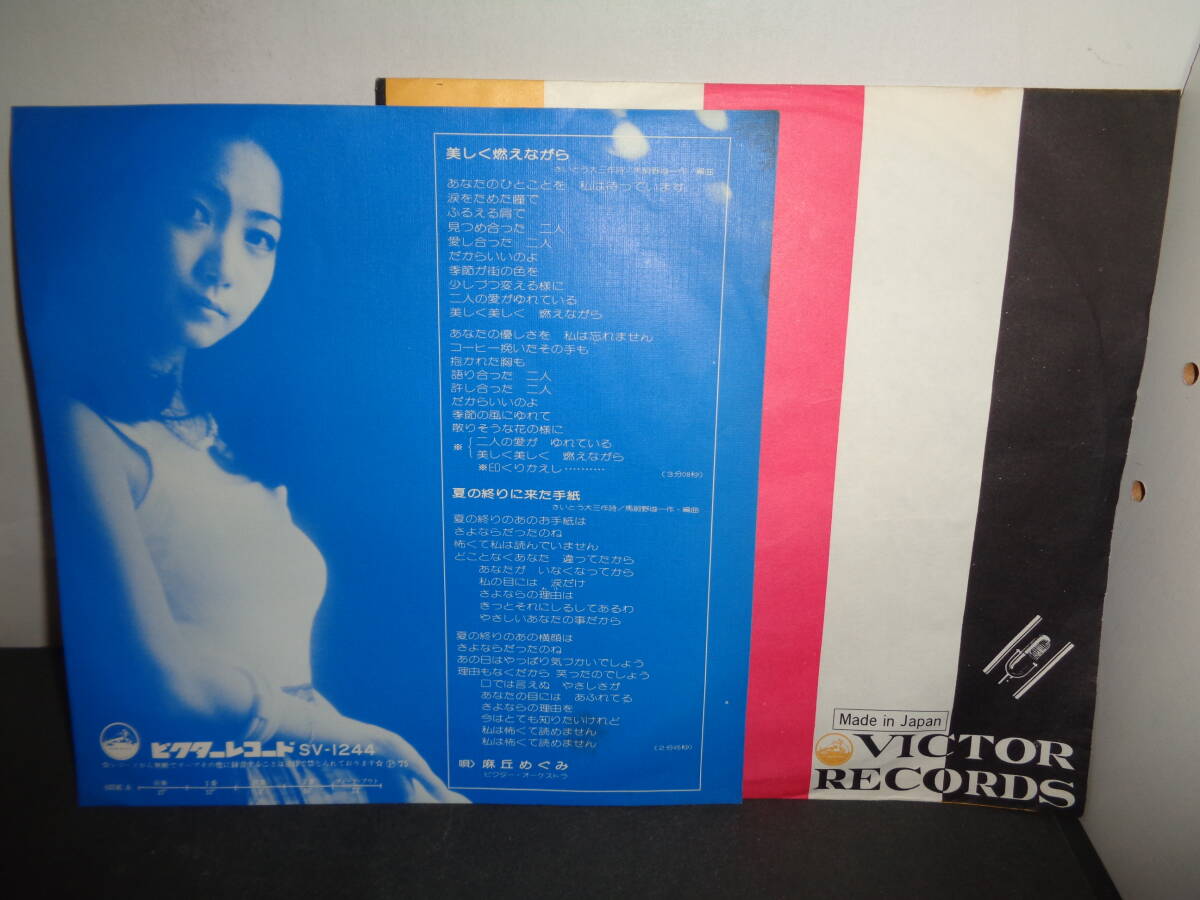 美しく燃えながら
さいとう大三作詩/馬飼野雄一作/編曲
あなたのひとことを 私は待っています
涙をためた瞳で
ふるえる肩で
見つめ合った 二人
愛し合った 二人
だからいいのよ
季節が街の色を
少しづつ変える様に
二人の愛がゆれている
美しく美しく 燃えながら
あなたの優しさを 私は忘れません
コーヒー挽いたその手も
抱かれた胸も
語り合った 二人
許し合った 二人
だからいいのよ
季節の風にゆれて
散りそうな花の様に
※ 二人の愛が ゆれている
美しく美しく 燃えながら
※印くりかえし…………
(3分08秒)
夏の終りに来た手紙
さいとう大三作詩/馬飼野雄一作・編曲
夏の終りのあのお手紙は
さよならだったのね
怖くて私は読んでいません
どことなくあなた 違ってたから
あなたが いなくなってから
私の目には 涙だけ
さよならの理由は
きっとそれにしるしてあるわ
やさしいあなたの事だから
夏の終りのあの横顔は
さよならだったのね
あの日はやっぱり気づかいでしょう
理由もなくだから 笑ったのでしょう
口では言えぬ やさしさが
あなたの目には あふれてる
さよならの理由を
今はとても知りたいけれど
私は怖くて読めません
私は怖くて読めません
(2分45秒)
唄) 麻丘めぐみ
ビクター・オーケストラ
ビクターレコード SV-1244
Made in Japan
VICTOR
RECORDS